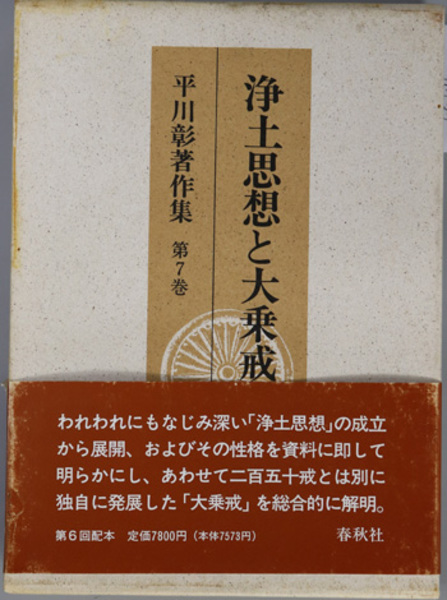 浄土思想と大乗戒
平川彰著作集 第7巻
われわれにもなじみ深い「浄土思想」の成立
から展開、およびその性格を資料に即して
明らかにし、あわせて二百五十戒とは別に
独自に発展した「大乗戒」を総合的に解明。
第6回配本 定価7800円(本体7573円)
春秋社